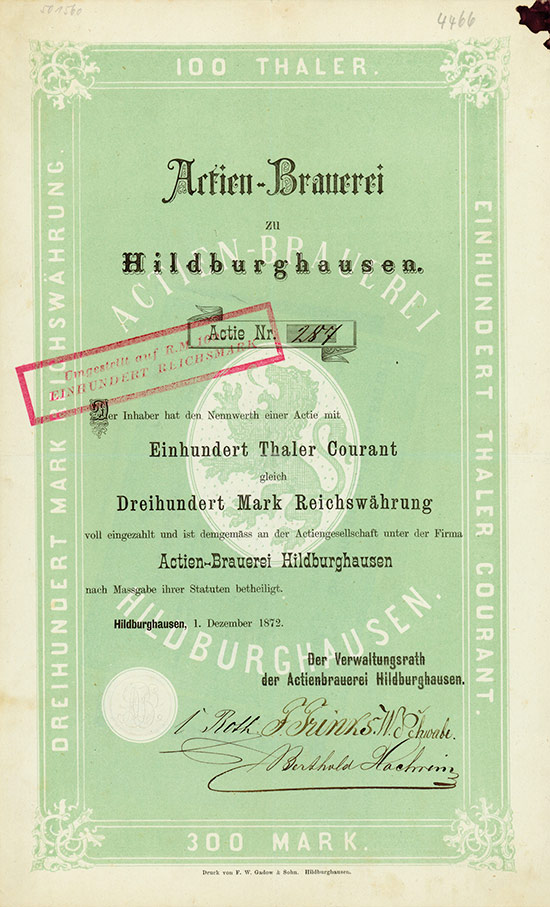 501560
4466
100 THALER.
Actien-Brauerei
zu
Hildburghausen.
ACTIEN-BRAUEREI
Actie Nr. 287
Umgestellt auf R.M.
EINHUNDERT REICHSMARK
Der Inhaber hat den Nennwerth einer Actie mit
Einhundert Thaler Courant
gleich
Dreihundert Mark Reichswährung
voll eingezahlt und ist demgemäss an der Actiengesellschaft unter der Firma
Actien-Brauerei Hildburghausen
nach Massgabe ihrer Statuten betheiligt.
HILDBURGHAUSEN.
Hildburghausen, 1. Dezember 1872.
Der Verwaltungsrath
der Actienbrauerei Hildburghausen.
Roth. W. Schwabe.
Berthold
DREIHUNDERT MARK REICHSWÄHRUNG.
EINHUNDERT THALER COURANT.
300 MARK.
Druck von F. W. Gadow & Sohn. Hildburghausen.